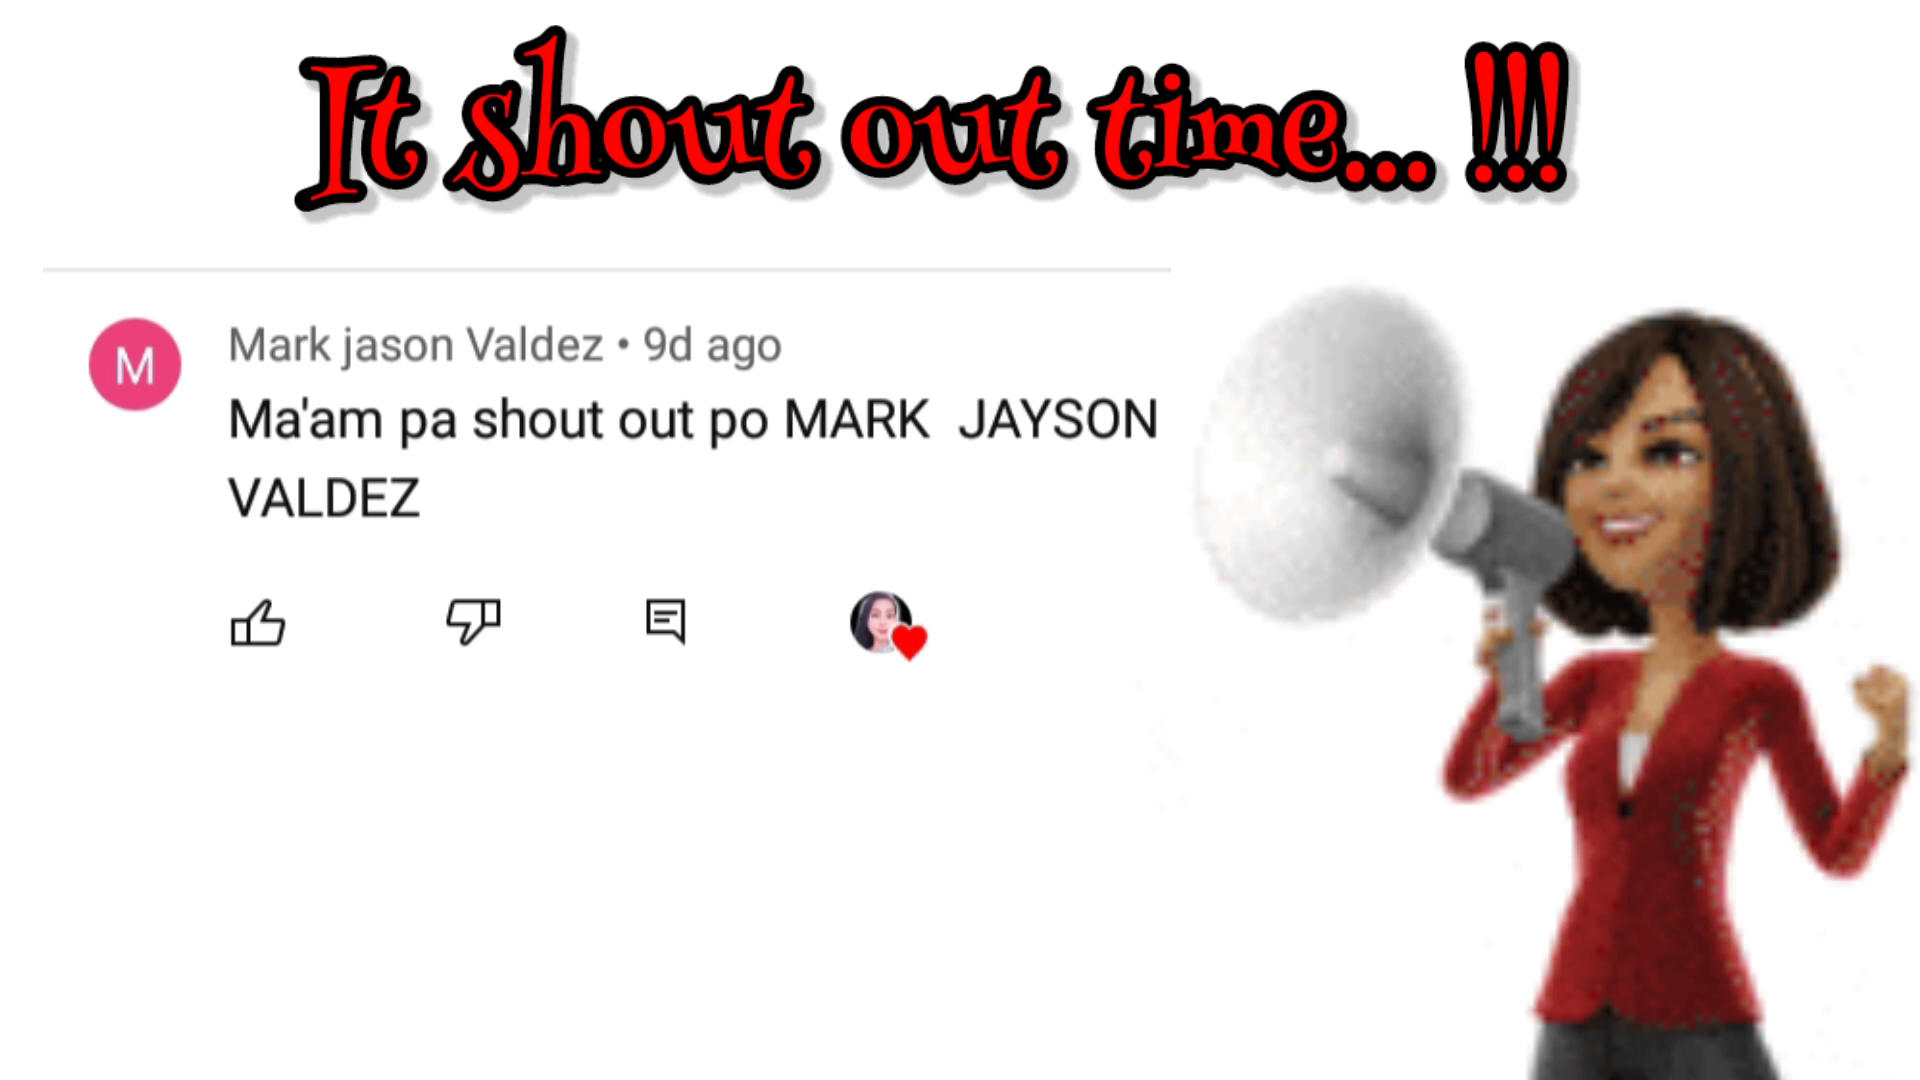 It shout out time... !!!
M
Mark jason Valdez • 9d ago
Ma'am pa shout out po MARK  JAYSON
VALDEZ